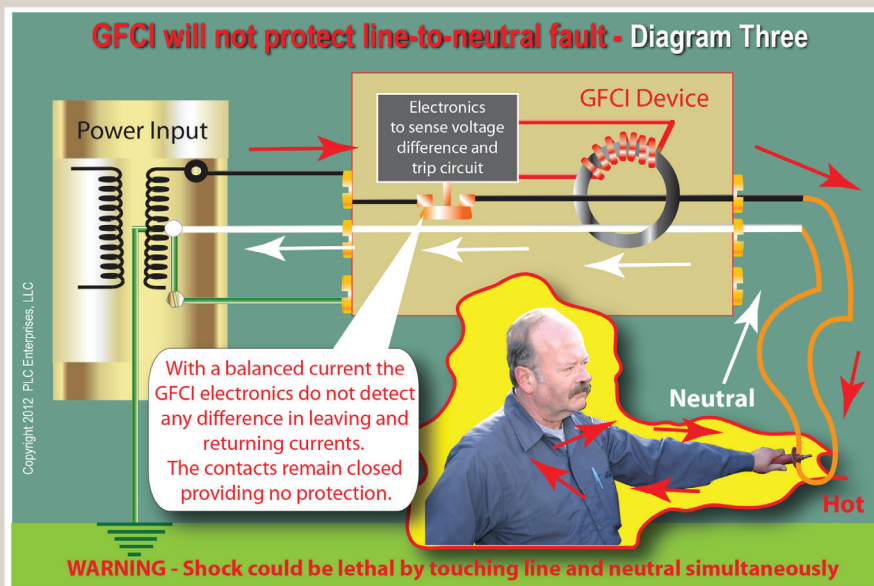 GFCI will not protect line-to-neutral fault - Diagram Three
Power Input
Electronics
to sense voltage
difference and
trip circuit
GFCI Device
With a balanced current the
GFCI electronics do not detect
any difference in leaving and
returning currents.
The contacts remain closed
providing no protection.
Neutral
Hot
Copyright 2012 PLC Enterprises, LLC
WARNING - Shock could be lethal by touching line and neutral simultaneously